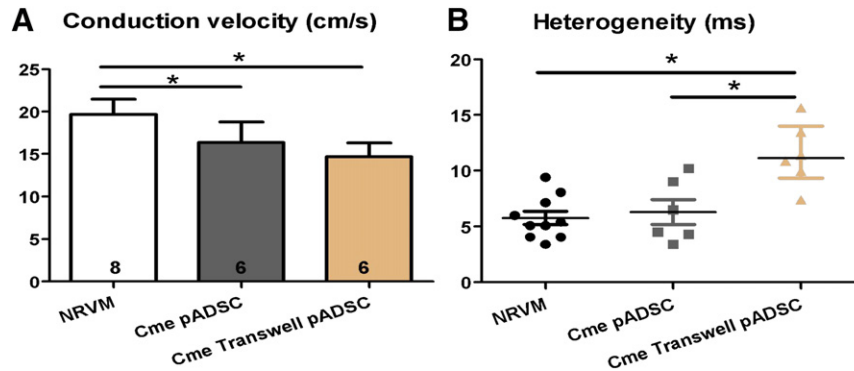 A
Conduction velocity (cm/s)
*
*
25
20
15
10
5
0
8
6
6
NRVM
Cme pADSC
Cme Transwell pADSC
B
Heterogeneity (ms)
*
*
20
15
10
5
0
NRVM
Cme pADSC
Cme Transwell pADSC